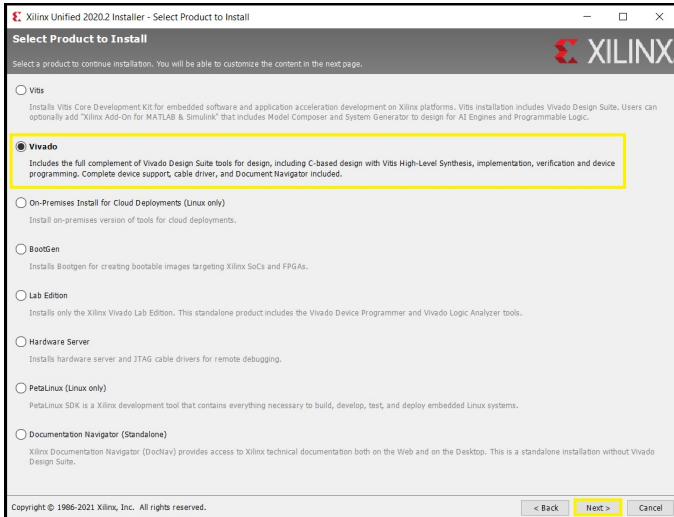 Xilinx Unified 2020.2 Installer - Select Product to Install
Select Product to Install
XILINX
Select a product to continue installation. You will be able to customize the content in the next page.
Vitis
Installs Vitis Core Development Kit for embedded software and application acceleration development on Xilinx platforms. Vitis installation includes Vivado Design Suite. Users can
optionally add "Xilinx Add-On for MATLAB & Simulink" that includes Model Composer and System Generator to design for AI Engines and Programmable Logic.
Vivado
Includes the full complement of Vivado Design Suite tools for design, including C-based design with Vitis High-Level Synthesis, implementation, verification and device
programming. Complete device support, cable driver, and Document Navigator included.
On-Premises Install for Cloud Deployments (Linux only)
Install on-premises version of tools for cloud deployments.
BootGen
Installs Bootgen for creating bootable images targeting Xilinx SoCs and FPGAs.
Lab Edition
Installs only the Xilinx Vivado Lab Edition. This standalone product includes the Vivado Device Programmer and Vivado Logic Analyzer tools.
Hardware Server
Installs hardware server and JTAG cable drivers for remote debugging.
PetaLinux (Linux only)
PetaLinux SDK is a Xilinx development tool that contains everything necessary to build, develop, test, and deploy embedded Linux systems.
Documentation Navigator (Standalone)
Xilinx Documentation Navigator (DocNav) provides access to Xilinx technical documentation both on the Web and on the Desktop. This is a standalone installation without Vivado
Design Suite.
Copyright © 1986-2021 Xilinx, Inc. All rights reserved.
< Back
Next >
Cancel